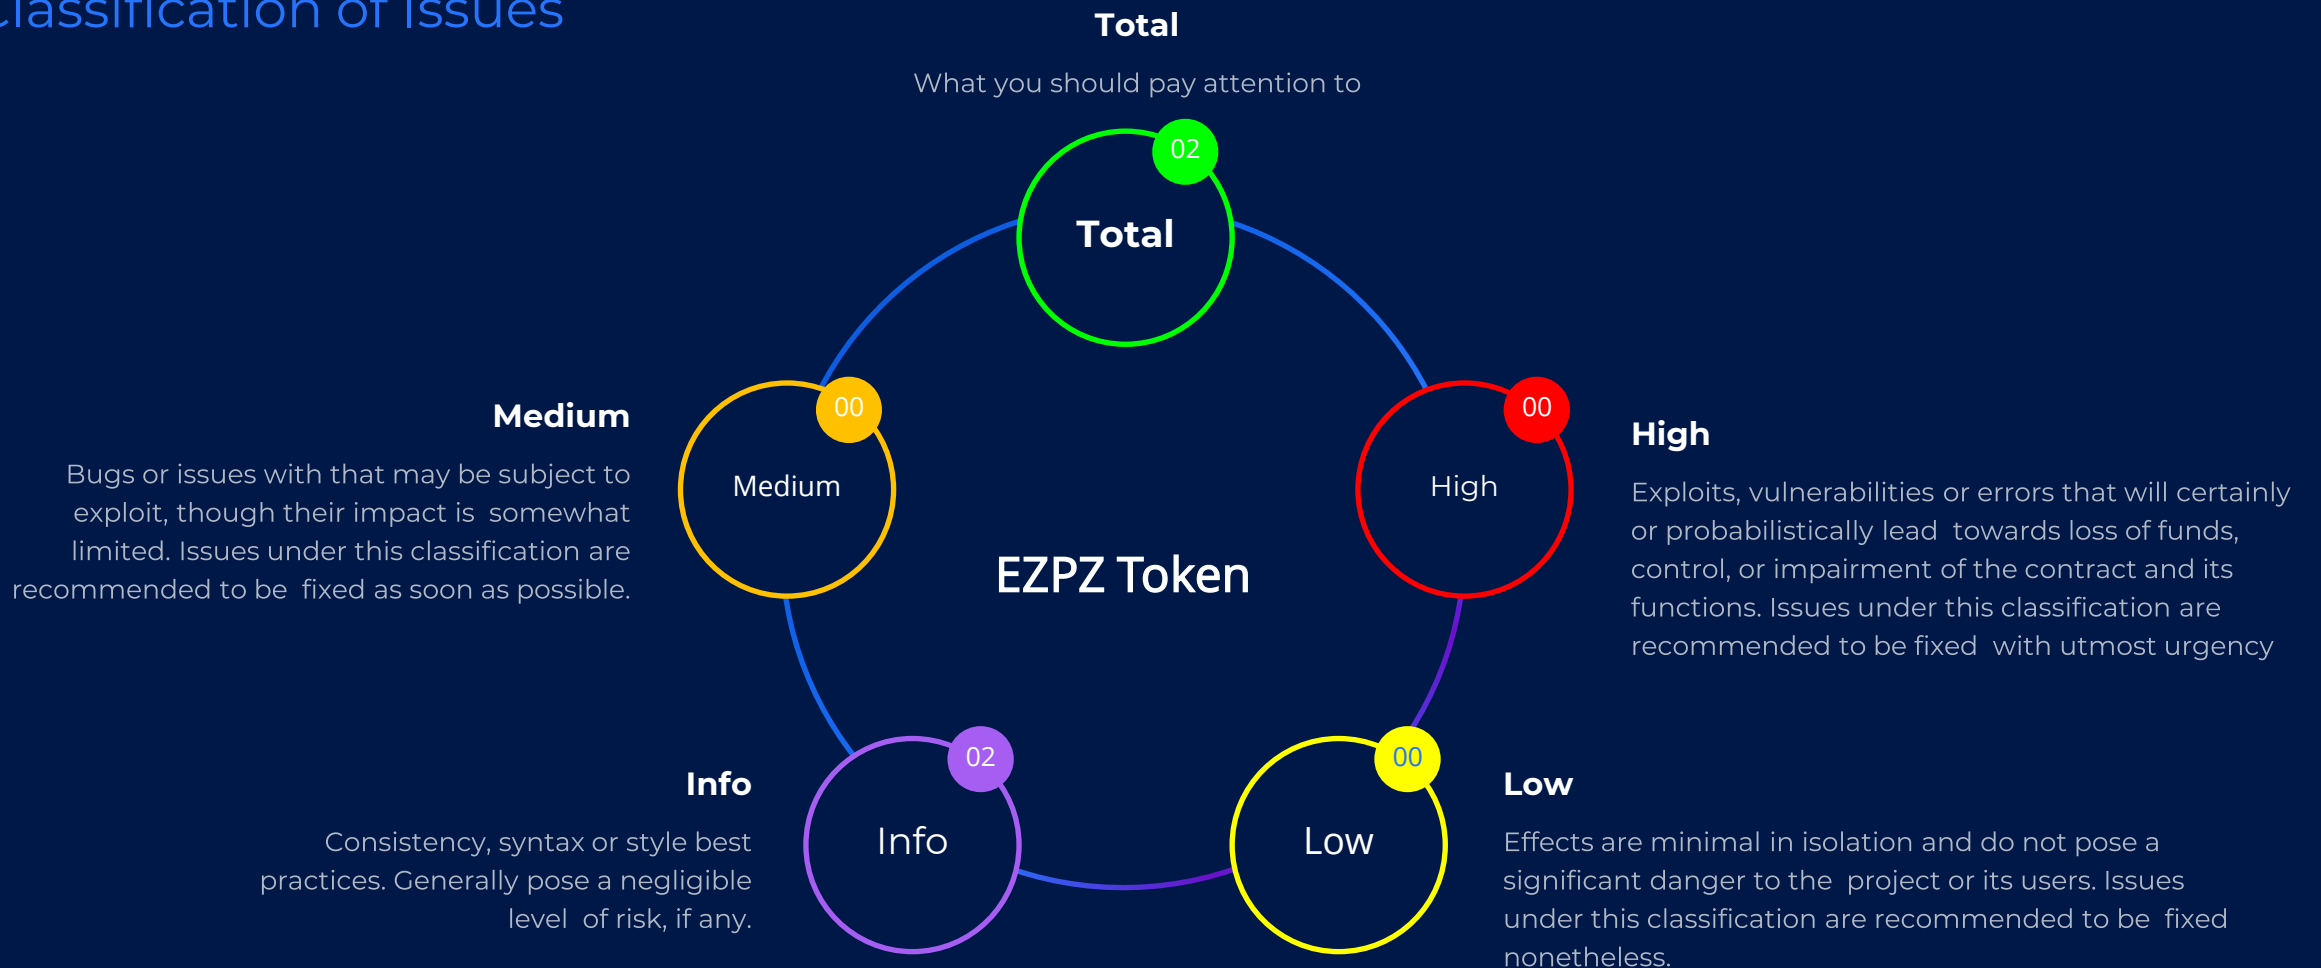 Classification of Issues
Total
What you should pay attention to
02
Total
Medium
Bugs or issues with that may be subject to
exploit, though their impact is  somewhat
limited. Issues under this classification are
recommended to be  fixed as soon as possible.
00
Medium
00
High
High
Exploits, vulnerabilities or errors that will certainly
or probabilistically lead  towards loss of funds,
control, or impairment of the contract and its
functions. Issues under this classification are
recommended to be fixed  with utmost urgency
EZPZ Token
Info
Consistency, syntax or style best
practices. Generally pose a negligible
level  of risk, if any.
02
Info
00
Low
Low
Effects are minimal in isolation and do not pose a
significant danger to the  project or its users. Issues
under this classification are recommended to be  fixed
nonetheless.